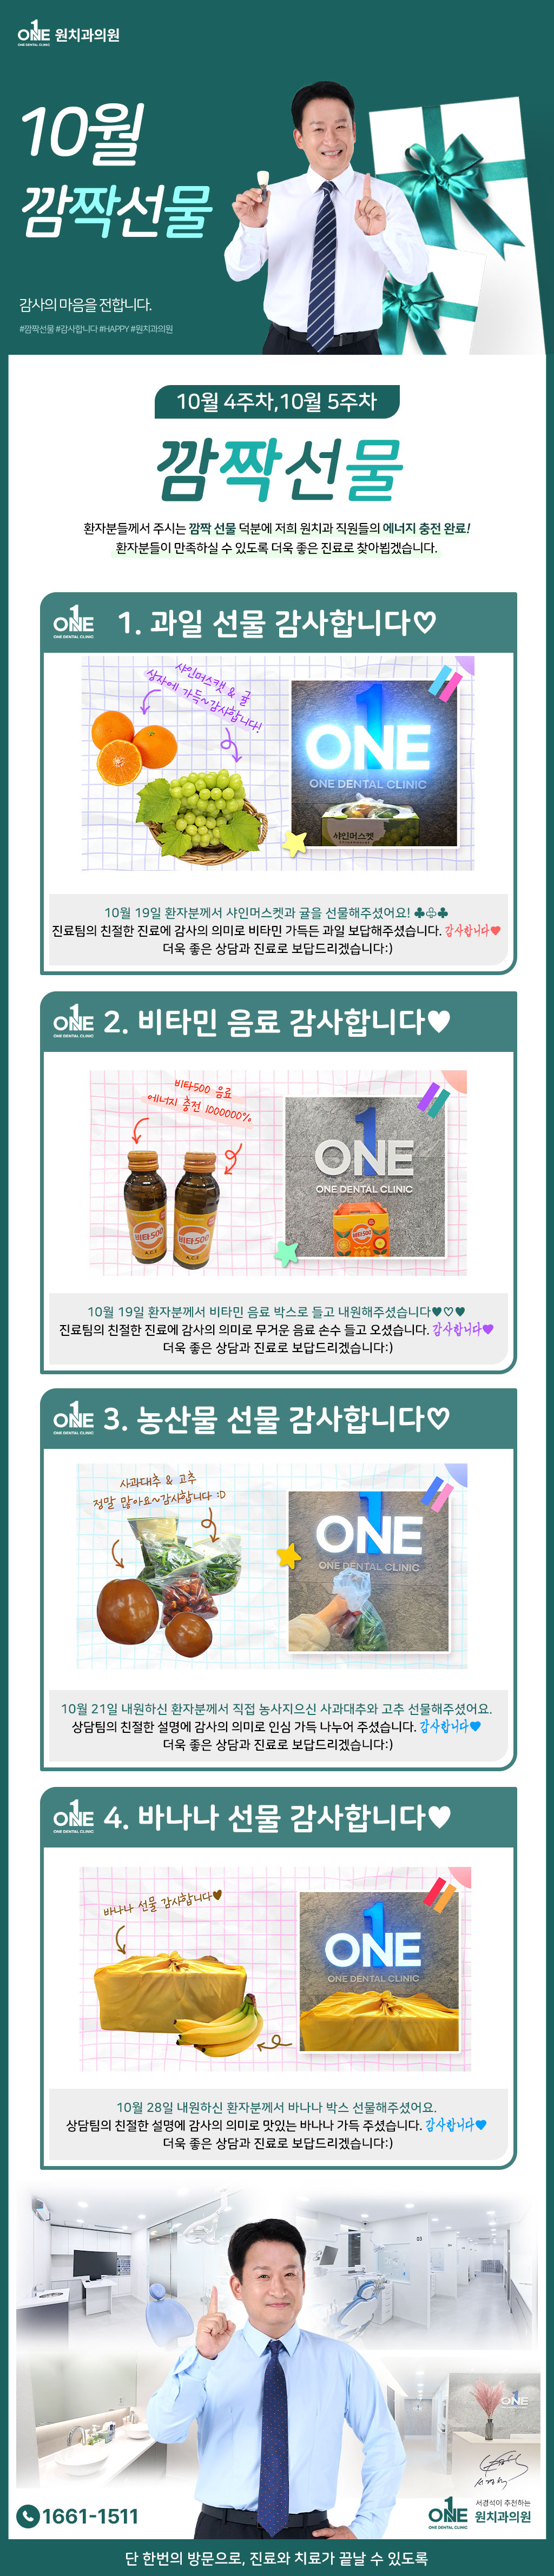 ONE 원치과의원
ONE DENTAL CLINIC
10월
깜짝선물
감사의 마음을 전합니다.
#깜짝선물 #감사합니다 #HAPPY #원치과의원
10월 4주차,10월 5주차
깜짝선물
환자분들께서 주시는 깜짝 선물 덕분에 저희 원치과 직원들의 에너지 충전 완료!
환자분들이 만족하실 수 있도록 더욱 좋은 진료로 찾아뵙겠습니다.
ONE
ONE DENTAL CLINIC
1. 과일 선물 감사합니다♡
샤인머스캣 & 귤
상자에 가득~감사합니다!
ONE
ONE DENTAL CLINIC
샤인머스켓
10월 19일 환자분께서 샤인머스켓과 귤을 선물해주셨어요! ♣♧♣
진료팀의 친절한 진료에 감사의 의미로 비타민 가득든 과일 보답해주셨습니다. 감사합니다♥
더욱 좋은 상담과 진료로 보답드리겠습니다:)
ONE
ONE DENTAL CLINIC
2. 비타민 음료 감사합니다♥
비타500 음료
에너지 충전 1000000%
비타500
비타500
ONE
ONE DENTAL CLINIC
비타500
10월 19일 환자분께서 비타민 음료 박스로 들고 내원해주셨습니다♥♡♥
진료팀의 친절한 진료에 감사의 의미로 무거운 음료 손수 들고 오셨습니다. 감사합니다♥
더욱 좋은 상담과 진료로 보답드리겠습니다:)
ONE
ONE DENTAL CLINIC
3. 농산물 선물 감사합니다♡
사과대추 & 고추
정말 많아요~감사합니다 :D
ONE
ONE DENTAL CLINIC
10월 21일 내원하신 환자분께서 직접 농사지으신 사과대추와 고추 선물해주셨어요.
상담팀의 친절한 설명에 감사의 의미로 인심 가득 나누어 주셨습니다. 감사합니다♥
더욱 좋은 상담과 진료로 보답드리겠습니다:)
ONE
ONE DENTAL CLINIC
4. 바나나 선물 감사합니다♥
바나나 선물 감사합니다♥
ONE
ONE DENTAL CLINIC
10월 28일 내원하신 환자분께서 바나나 박스 선물해주셨어요.
상담팀의 친절한 설명에 감사의 의미로 맛있는 바나나 가득 주셨습니다. 감사합니다♥
더욱 좋은 상담과 진료로 보답드리겠습니다:)
03
ONE
서경석
1661-1511
ONE
ONE DENTAL CLINIC
서경석이 추천하는
원치과의원
단 한번의 방문으로, 진료와 치료가 끝날 수 있도록